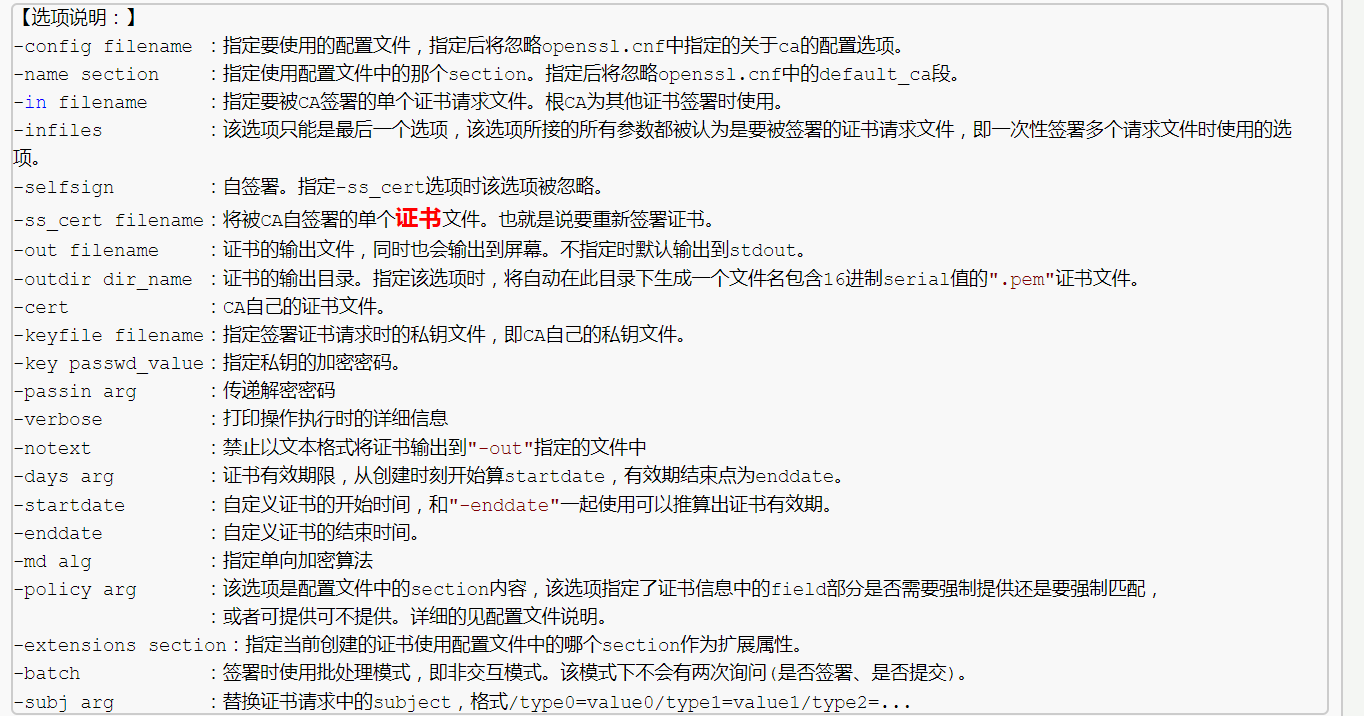 【选项说明：】
-config filename ：指定要使用的配置文件，指定后将忽略openssl.cnf中指定的关于ca的配置选项。
-name section ：指定使用配置文件中的那个section。指定后将忽略openssl.cnf中的default_ca段。
-in filename ：指定要被CA签署的单个证书请求文件。根CA为其他证书签署时使用。
-infiles ：该选项只能是最后一个选项，该选项所接的所有参数都被认为是要被签署的证书请求文件，即一次性签署多个请求文件时使用的选
项。
-selfsign ：自签署。指定-ss_cert选项时该选项被忽略。
-ss_cert filename：将被CA自签署的单个证书文件。也就是说要重新签署证书。
-out filename ：证书的输出文件，同时也会输出到屏幕。不指定时默认输出到stdout。
-outdir dir_name ：证书的输出目录。指定该选项时，将自动在此目录下生成一个文件名包含16进制serial值的".pem"证书文件。
-cert ：CA自己的证书文件。
-keyfile filename：指定签署证书请求时的私钥文件，即CA自己的私钥文件。
-key passwd_value：指定私钥的加密密码。
-passin arg ：传递解密密码
-verbose ：打印操作执行时的详细信息
-notext ：禁止以文本格式将证书输出到"-out"指定的文件中
-days arg ：证书有效期限，从创建时刻开始算startdate，有效期结束点为enddate。
-startdate ：自定义证书的开始时间，和"-enddate"一起使用可以推算出证书有效期。
-enddate ：自定义证书的结束时间。
-md alg ：指定单向加密算法
-policy arg ：该选项是配置文件中的section内容，该选项指定了证书信息中的field部分是否需要强制提供还是要强制匹配，
：或者可提供可不提供。详细的见配置文件说明。
-extensions section：指定当前创建的证书使用配置文件中的哪个section作为扩展属性。
-batch ：签署时使用批处理模式，即非交互模式。该模式下不会有两次询问(是否签署、是否提交)。
-subj arg ：替换证书请求中的subject，格式/type0=value0/type1=value1/type2=...